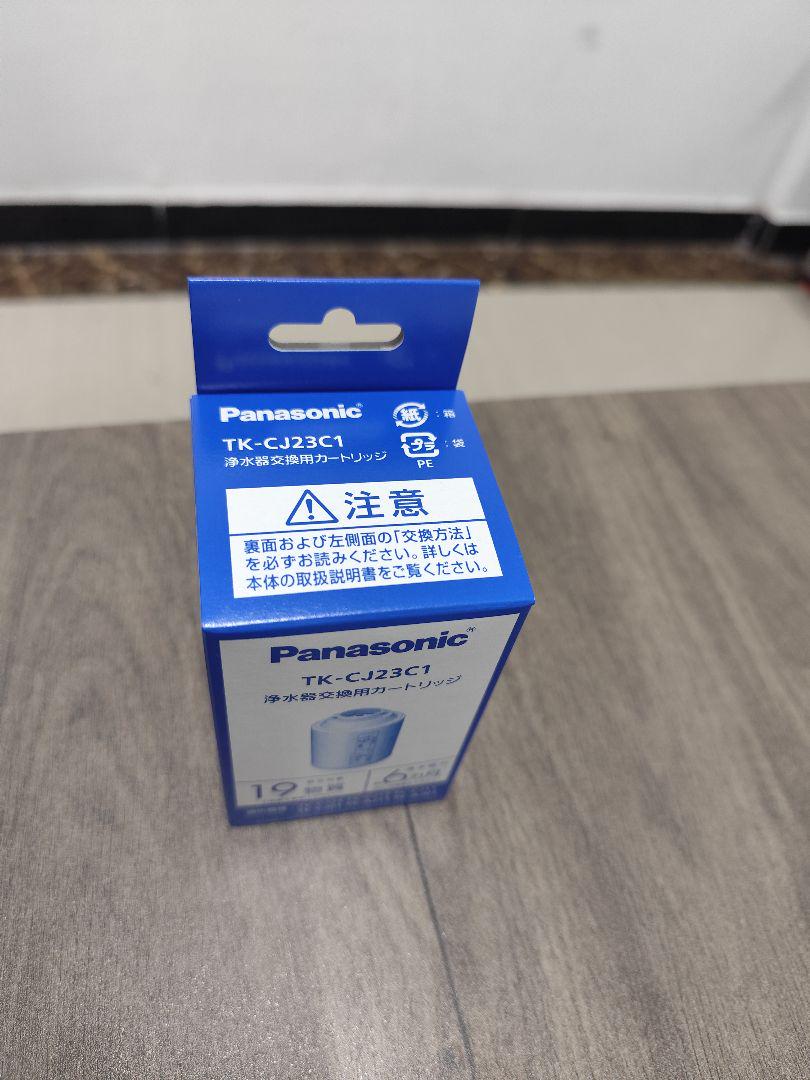 Panasonic®
紙 : 箱
TK-CJ23C1
浄水器交換用カートリッジ
プラ : 袋
PE
注意
裏面および左側面の「交換方法」
を必ずお読みください。詳しくは
本体の取扱説明書をご覧ください。
Panasonic®
TK-CJ23C1
浄水器交換用カートリッジ
19
6カ月